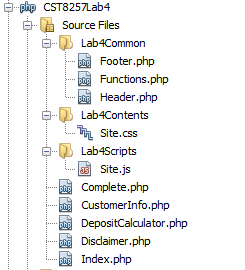 CST8257Lab4
Source Files
Lab4Common
Footer.php
Functions.php
Header.php
Lab4Contents
Site.css
Lab4Scripts
Site.js
Complete.php
CustomerInfo.php
DepositCalculator.php
Disclaimer.php
Index.php